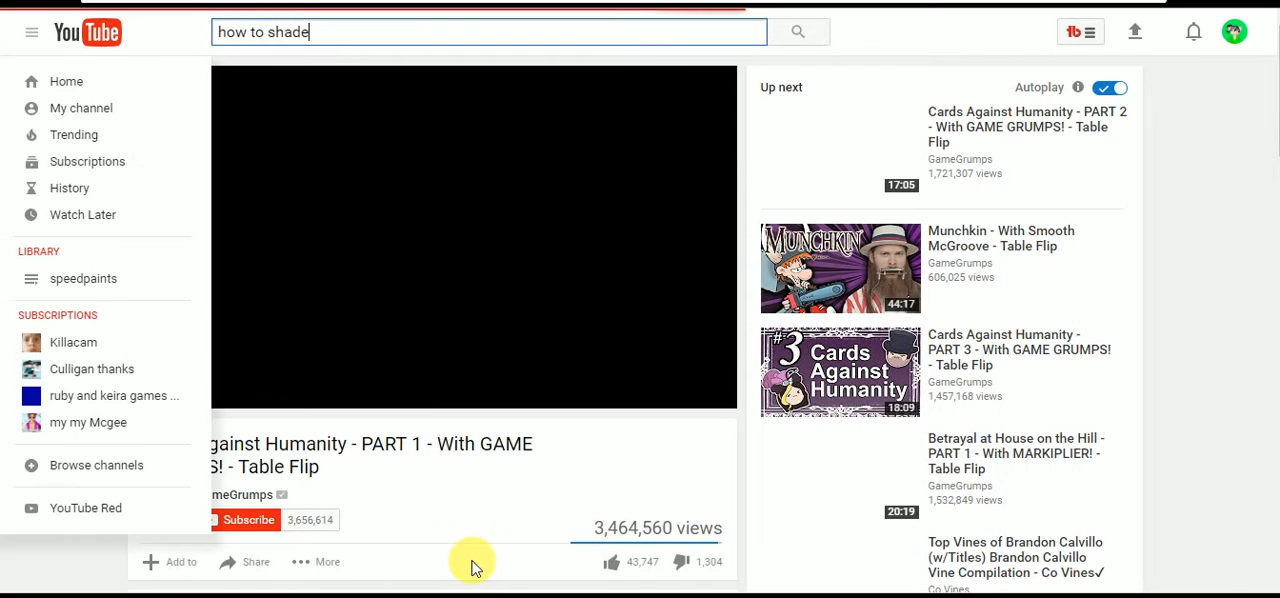 YouTube
how to shade
Home
My channel
Trending
Subscriptions
History
Watch Later
LIBRARY
speedpaints
SUBSCRIPTIONS
Killacam
Culligan thanks
ruby and keira games ...
my my Mcgee
Browse channels
YouTube Red
gainst Humanity - PART 1 - With GAME
S! - Table Flip
meGrumps
Subscribe 3,656,614
3,464,560 views
Add to Share More 43,747 1,304
Up next Autoplay
Cards Against Humanity - PART 2
- With GAME GRUMPS! - Table
Flip
GameGrumps
1,721,307 views
17:05
MUNCHKIN
44:17
Munchkin - With Smooth
McGroove - Table Flip
GameGrumps
606,025 views
#3 Cards
Against
Humanity
18:09
Cards Against Humanity -
PART 3 - With GAME GRUMPS!
- Table Flip
GameGrumps
1,457,168 views
Betrayal at House on the Hill -
PART 1 - With MARKIPLIER! -
Table Flip
GameGrumps
1,532,849 views
20:19
Top Vines of Brandon Calvillo
(w/Titles) Brandon Calvillo
Vine Compilation - Co Vines✓
Co Vines